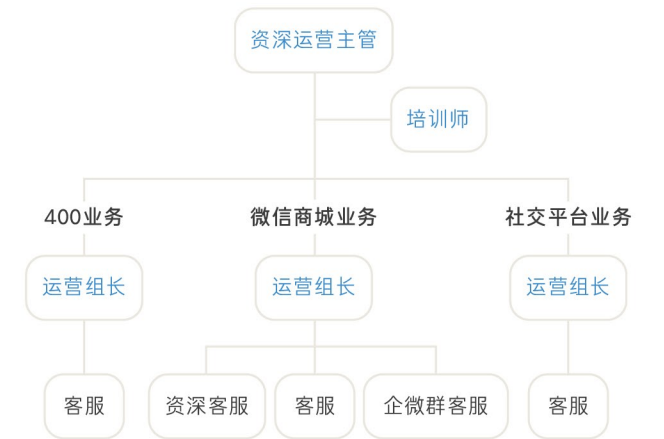 资深运营主管
培训师
400业务
微信商城业务
社交平台业务
运营组长
运营组长
运营组长
客服
资深客服
客服
企微群客服
客服